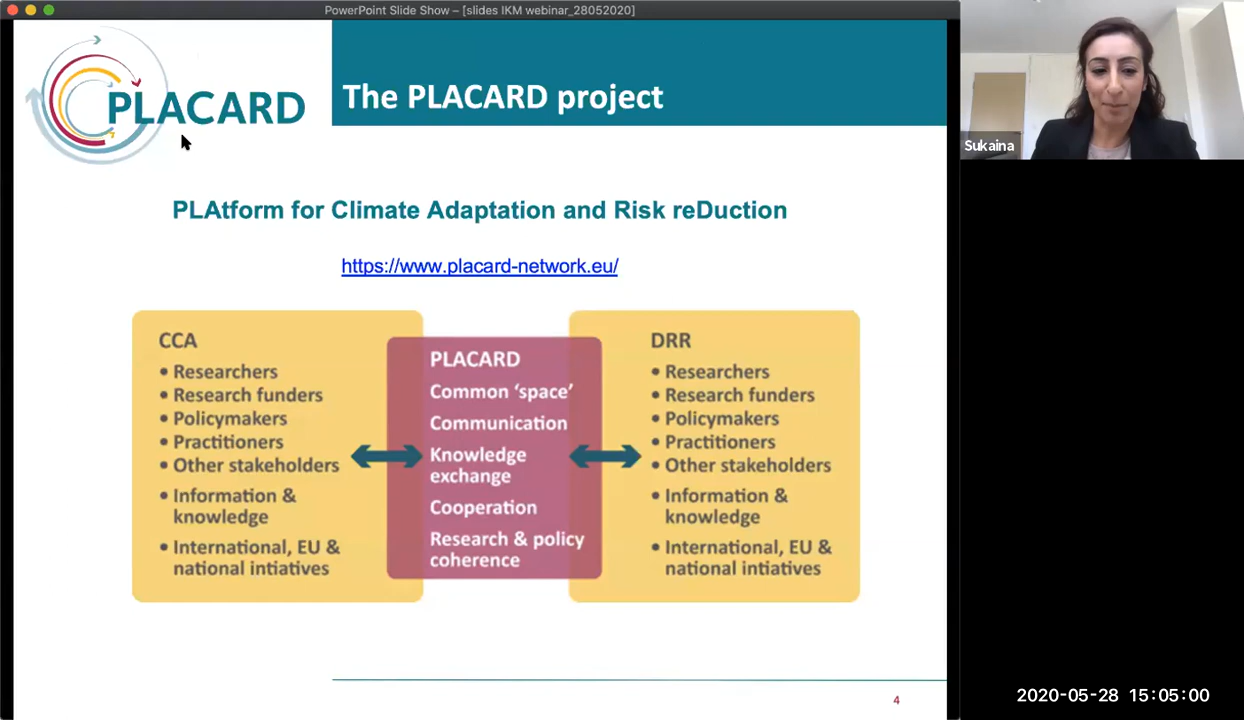 PowerPoint Slide Show – [slides IKM webinar_28052020]
PLACARD
The PLACARD project
Sukaina
PLAtform for Climate Adaptation and Risk reDuction
https://www.placard-network.eu/
CCA
• Researchers
• Research funders
• Policymakers
• Practitioners
• Other stakeholders
• Information &
knowledge
• International, EU &
national intiatives
PLACARD
Common ‘space’
Communication
Knowledge
exchange
Cooperation
Research & policy
coherence
DRR
• Researchers
• Research funders
• Policymakers
• Practitioners
• Other stakeholders
• Information &
knowledge
• International, EU &
national intiatives
4
2020-05-28 15:05:00